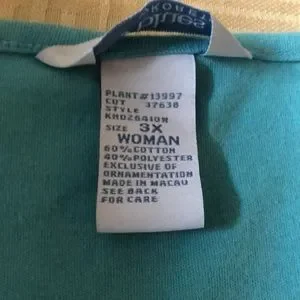 PLANT#13997
CUT 37638
STYLE
KHD26410W
SIZE 3X
WOMAN
60%COTTON
40%POLYESTER
EXCLUSIVE OF
ORNAMENTATION
MADE IN MACAU
SEE BACK
FOR CARE